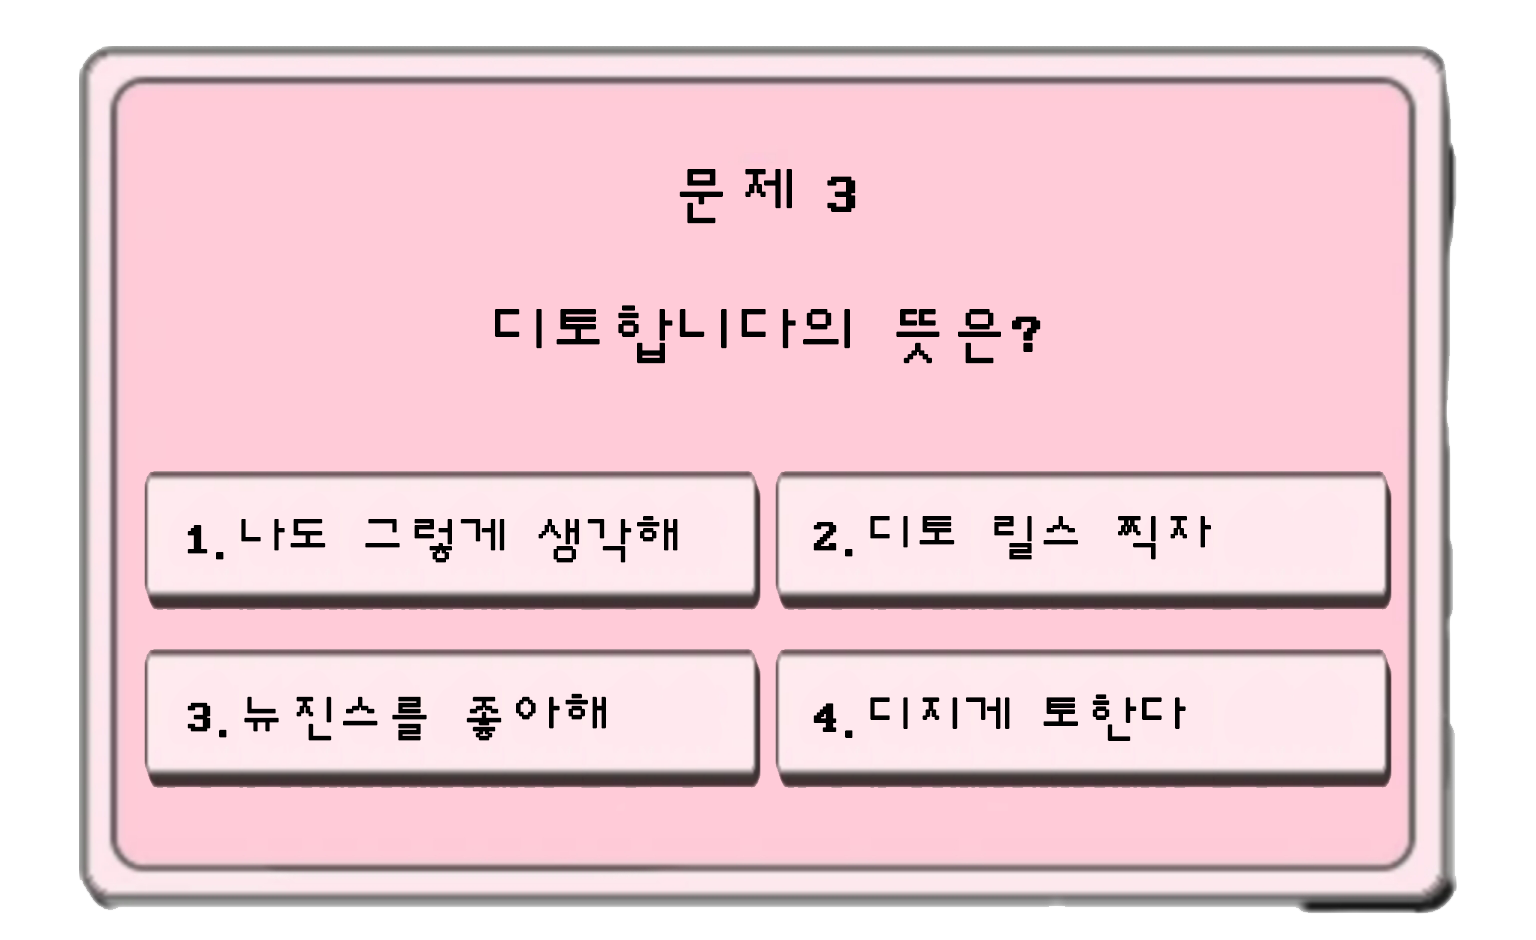 문제 3
디토합니다의 뜻은?
1. 나도 그렇게 생각해
2. 디토 릴스 찍자
3. 뉴진스를 좋아해
4. 디지게 토한다